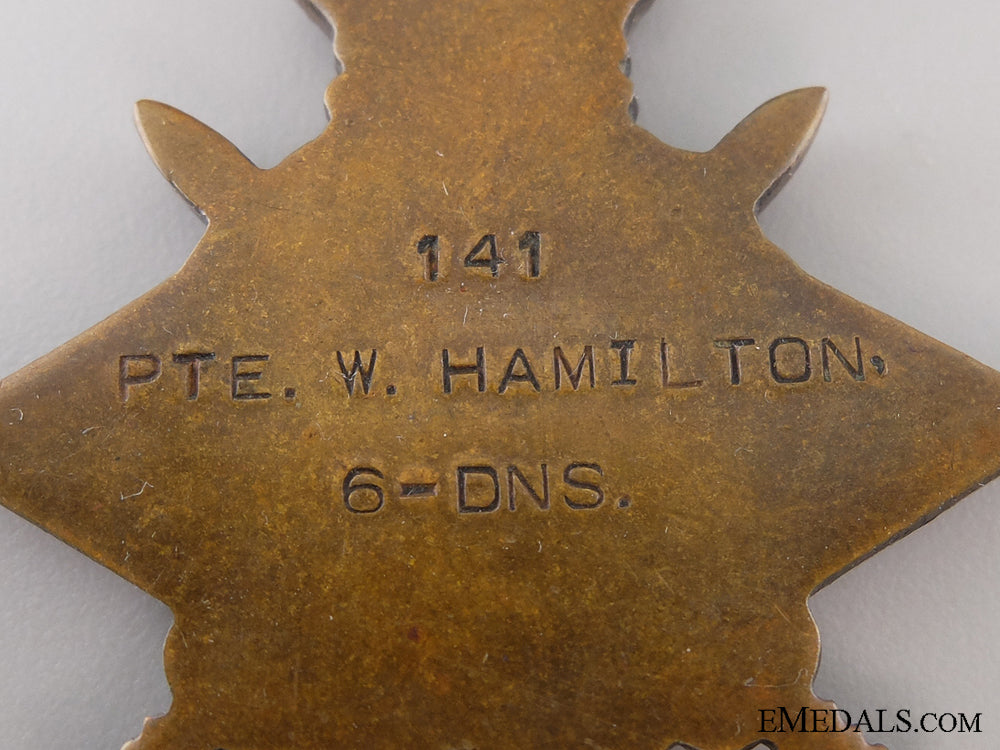 141
PTE. W. HAMILTON,
6-DNS.
EMEDALS.COM